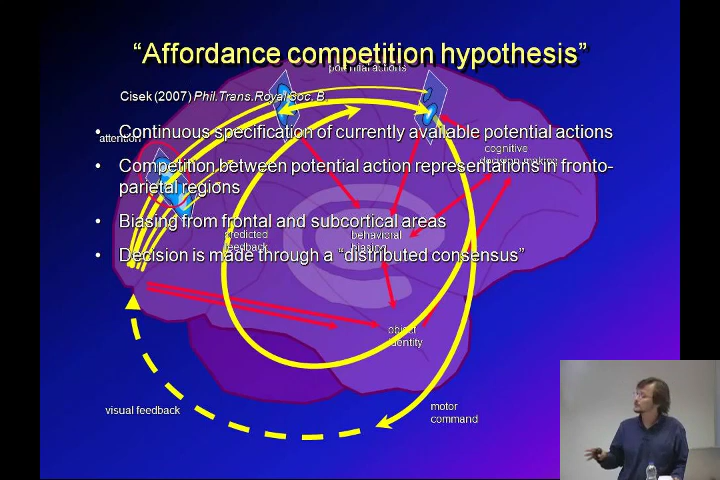 “Affordance competition hypothesis”
potential actions
Cisek (2007) Phil.Trans.Royal Soc. B.
• Continuous specification of currently available potential actions
attention
cognitive
decision making
• Competition between potential action representations in fronto-
parietal regions
• Biasing from frontal and subcortical areas
predicted
feedback
behavioral
biasing
• Decision is made through a “distributed consensus”
object
identity
visual feedback
motor
command